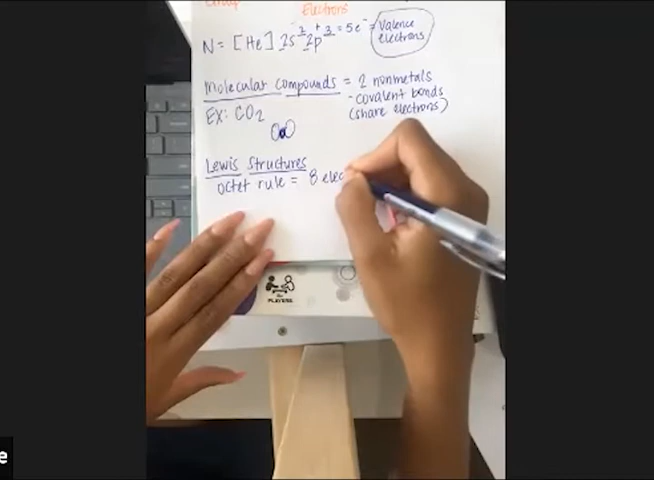 Electrons
N = [He] 2s² 2p³ = 5e⁻ = Valence electrons
Molecular Compounds = 2 nonmetals
- covalent bonds
EX: CO₂ (share electrons)
Lewis Structures
octet rule = 8 elec
PLAYERS
e